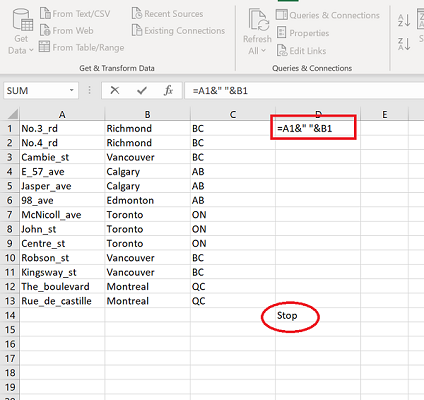 From Text/CSV Recent Sources Queries & Connections
Get Data From Web Existing Connections Refresh All Properties
From Table/Range Edit Links
Get & Transform Data Queries & Connections
SUM =A1&" "&B1
A B C D E
1 No.3_rd Richmond BC =A1&" "&B1
2 No.4_rd Richmond BC
3 Cambie_st Vancouver BC
4 E_57_ave Calgary AB
5 Jasper_ave Calgary AB
6 98_ave Edmonton AB
7 McNicoll_ave Toronto ON
8 John_st Toronto ON
9 Centre_st Toronto ON
10 Robson_st Vancouver BC
11 Kingsway_st Vancouver BC
12 The_boulevard Montreal QC
13 Rue_de_castille Montreal QC
14 Stop
15
16
17
18
19